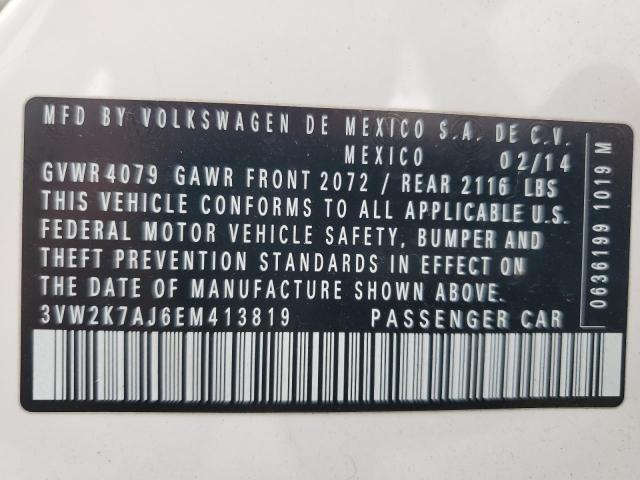 MFD BY VOLKSWAGEN DE MEXICO S.A. DE C.V.
MEXICO 02/14
GVWR 4079 GAWR FRONT 2072 / REAR 2116 LBS
THIS VEHICLE CONFORMS TO ALL APPLICABLE U.S.
FEDERAL MOTOR VEHICLE SAFETY, BUMPER AND
THEFT PREVENTION STANDARDS IN EFFECT ON
THE DATE OF MANUFACTURE SHOWN ABOVE.
3VW2K7AJ6EM413819 PASSENGER CAR
0636199 1019 M